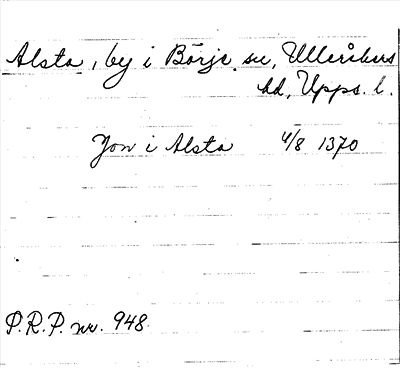 Alsta, by i Börje sn, Ulleråkers
hd, Upps. l.
Jon i Alsta 4/8 1370
P.R.P. nr. 948.